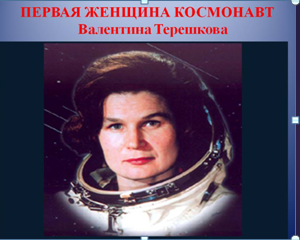 ПЕРВАЯ ЖЕНЩИНА КОСМОНАВТ
Валентина Терешкова